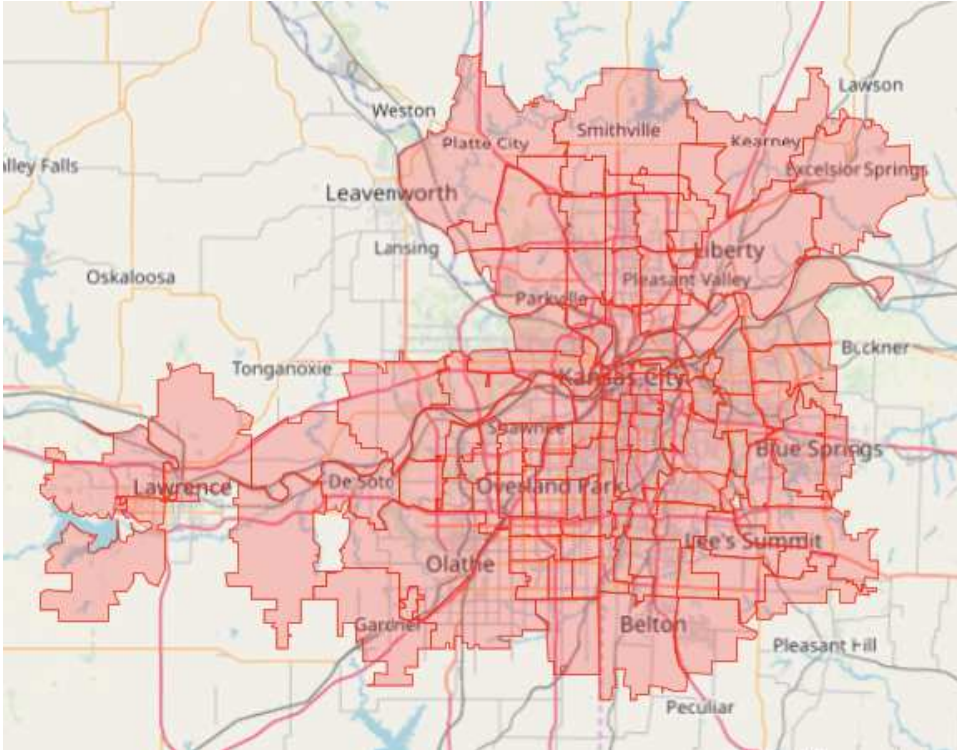 Lawson
Weston
Smithville
Platte City
Kearney
alley Falls
Excelsior Springs
Leavenworth
Lansing
Liberty
Oskaloosa
Pleasant Valley
Parkville
Buckner
Tonganoxie
Kansas City
Shawnee
Blue Springs
De Soto
Lawrence
Overland Park
Lee's Summit
Olathe
Gardner
Belton
Pleasant Hill
Peculiar